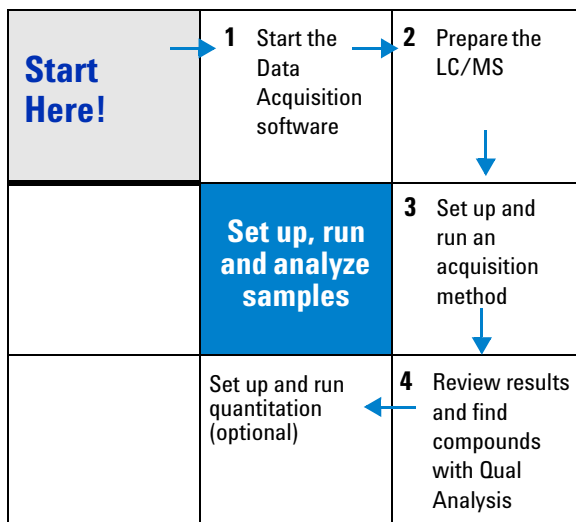 Start
Here!
1 Start the
Data
Acquisition
software
2 Prepare the
LC/MS
Set up, run
and analyze
samples
3 Set up and
run an
acquisition
method
4 Review results
and find
compounds
with Qual
Analysis
Set up and run
quantitation
(optional)